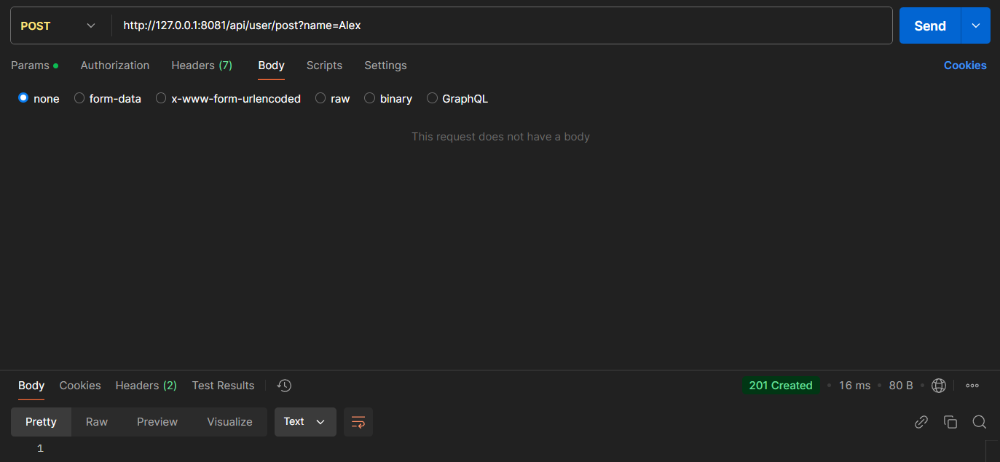 POST http://127.0.0.1:8081/api/user/post?name=Alex Send
Params Authorization Headers (7) Body Scripts Settings Cookies
none form-data x-www-form-urlencoded raw binary GraphQL
This request does not have a body
Body Cookies Headers (2) Test Results 201 Created • 16 ms • 80 B •
Pretty Raw Preview Visualize Text
1